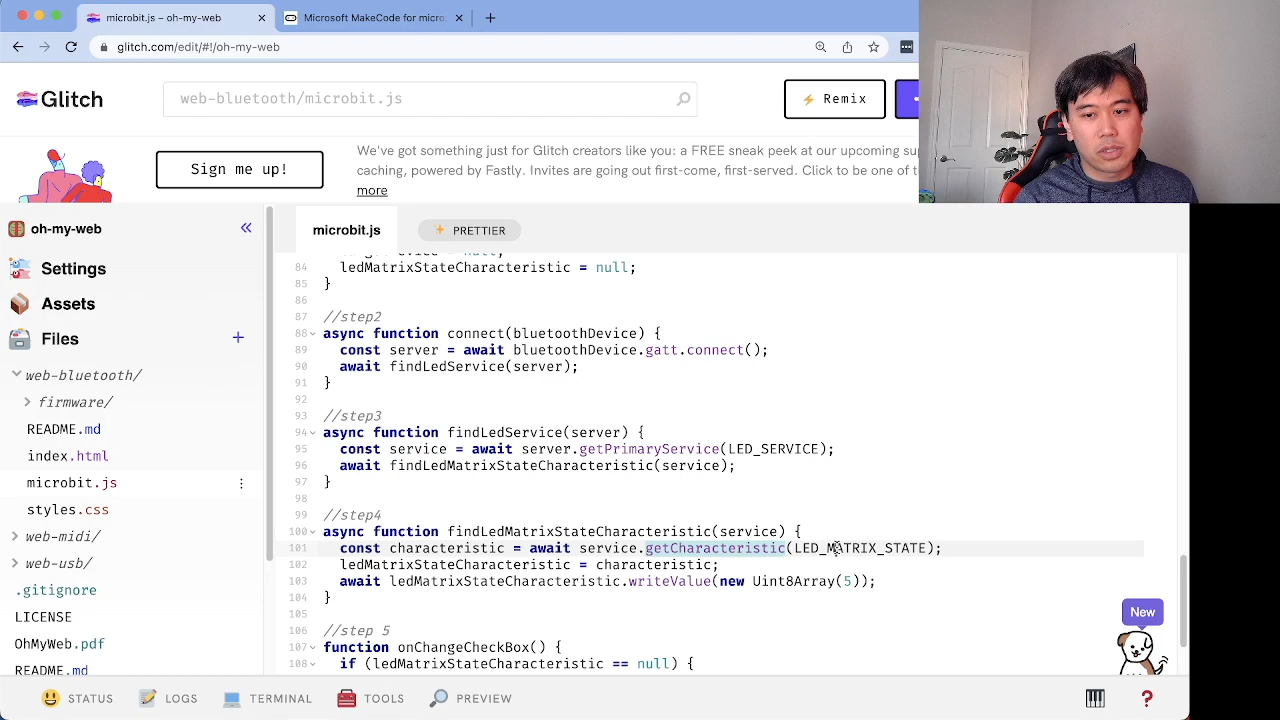 microbit.js – oh-my-web
Microsoft MakeCode for micro:
glitch.com/edit/#!/oh-my-web
Glitch
web-bluetooth/microbit.js
Remix
Sign me up!
We've got something just for Glitch creators like you: a FREE sneak peek at our upcoming
caching, powered by Fastly. Invites are going out first-come, first-served. Click to be one of
more
oh-my-web
Settings
Assets
Files
web-bluetooth/
firmware/
README.md
index.html
microbit.js
styles.css
web-midi/
web-usb/
.gitignore
LICENSE
OhMyWeb.pdf
README.md
microbit.js
PRETTIER
84 ledMatrixStateCharacteristic = null;
85 }
86
87 //step2
88 async function connect(bluetoothDevice) {
89 const server = await bluetoothDevice.gatt.connect();
90 await findLedService(server);
91 }
92
93 //step3
94 async function findLedService(server) {
95 const service = await server.getPrimaryService(LED_SERVICE);
96 await findLedMatrixStateCharacteristic(service);
97 }
98
99 //step4
100 async function findLedMatrixStateCharacteristic(service) {
101 const characteristic = await service.getCharacteristic(LED_MATRIX_STATE);
102 ledMatrixStateCharacteristic = characteristic;
103 await ledMatrixStateCharacteristic.writeValue(new Uint8Array(5));
104 }
105
106 //step 5
107 function onChangeCheckBox() {
108 if (ledMatrixStateCharacteristic == null) {
New
STATUS
LOGS
TERMINAL
TOOLS
PREVIEW
?